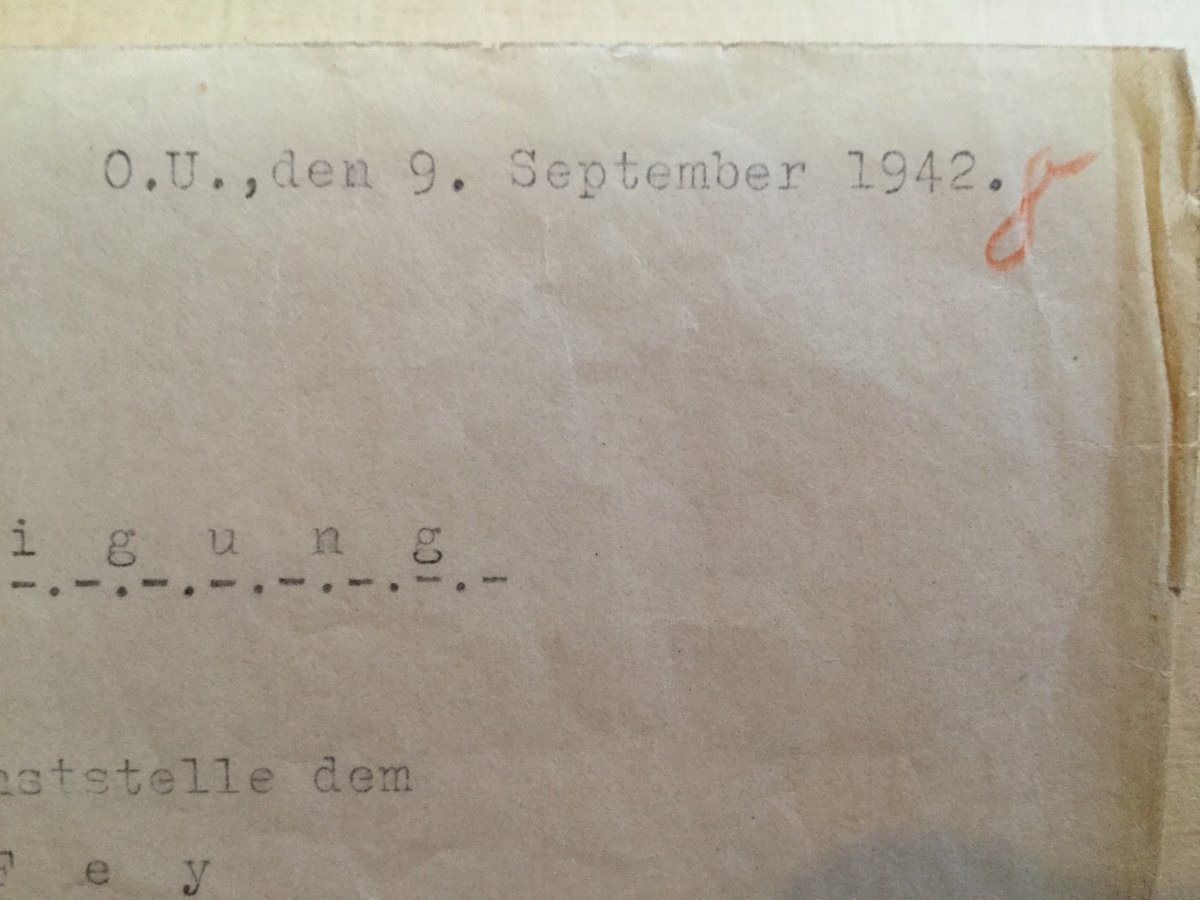 O.U.,den 9. September 1942.
i g u n g
-.-.-.-.-.-.-.-
nststelle dem
F e y